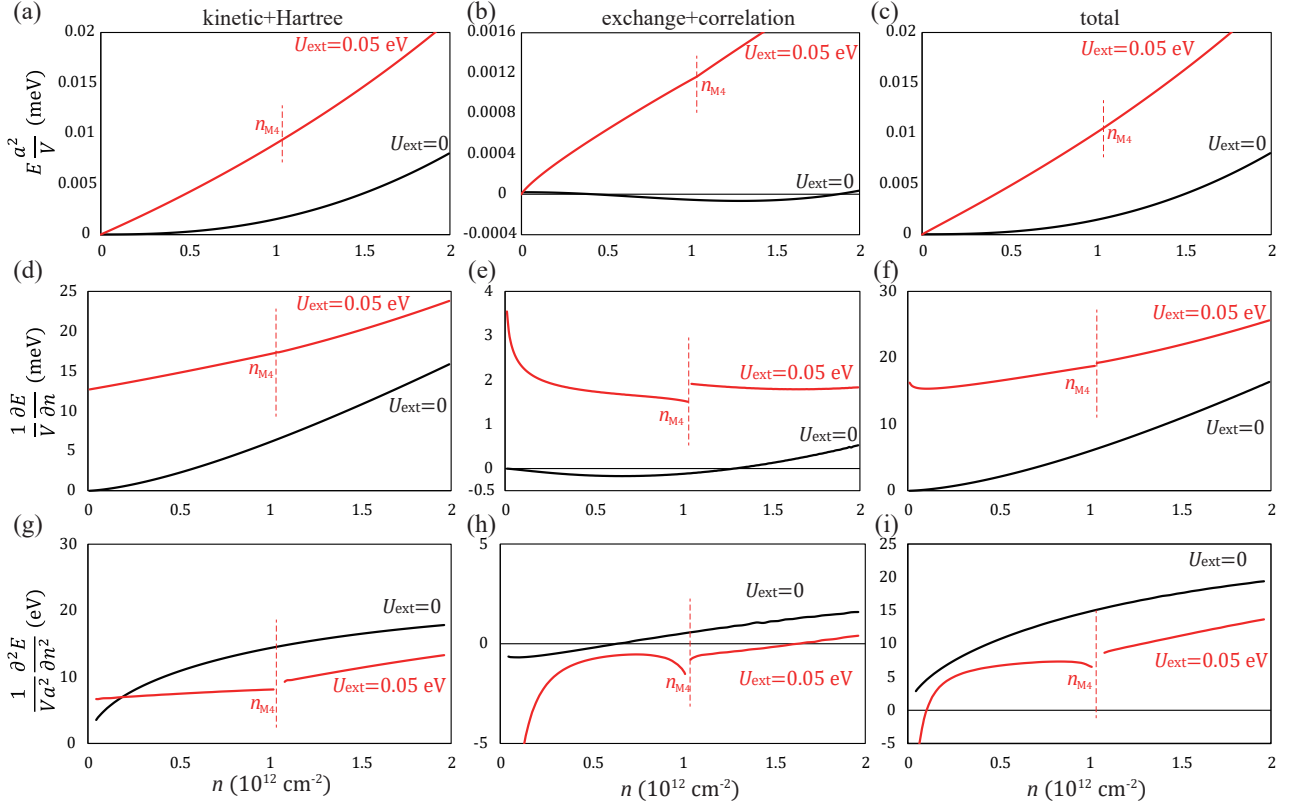 (a) kinetic+Hartree (b) exchange+correlation (c) total
E a²/V (meV)
0.02
0.015
0.01
0.005
0
U_ext=0.05 eV
n_M4
U_ext=0
0 0.5 1 1.5 2
0.0016
0.0012
0.0008
0.0004
0
-0.0004
U_ext=0.05 eV
n_M4
U_ext=0
0 0.5 1 1.5 2
0.02
0.015
0.01
0.005
0
U_ext=0.05 eV
n_M4
U_ext=0
0 0.5 1 1.5 2
(d) (e) (f)
1/V ∂E/∂n (meV)
25
20
15
10
5
0
U_ext=0.05 eV
n_M4
U_ext=0
0 0.5 1 1.5 2
4
3
2
1
0
-0.5
U_ext=0.05 eV
n_M4
U_ext=0
0 0.5 1 1.5 2
30
20
10
0
U_ext=0.05 eV
n_M4
U_ext=0
0 0.5 1 1.5 2
(g) (h) (i)
1/Va² ∂²E/∂n² (eV)
30
20
10
0
U_ext=0
n_M4
U_ext=0.05 eV
0 0.5 1 1.5 2
n (10¹² cm⁻²)
5
0
-5
U_ext=0
n_M4
U_ext=0.05 eV
0 0.5 1 1.5 2
n (10¹² cm⁻²)
25
20
15
10
5
0
-5
U_ext=0
n_M4
U_ext=0.05 eV
0 0.5 1 1.5 2
n (10¹² cm⁻²)